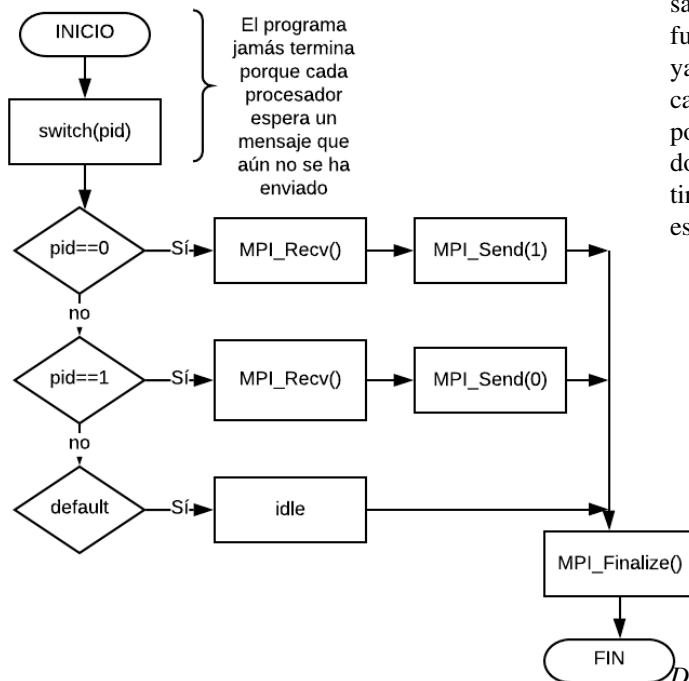 INICIO
El programa
jamás termina
porque cada
procesador
espera un
mensaje que
aún no se ha
enviado
switch(pid)
pid==0
Sí
MPI_Recv()
MPI_Send(1)
no
pid==1
Sí
MPI_Recv()
MPI_Send(0)
no
default
Sí
idle
MPI_Finalize()
FIN